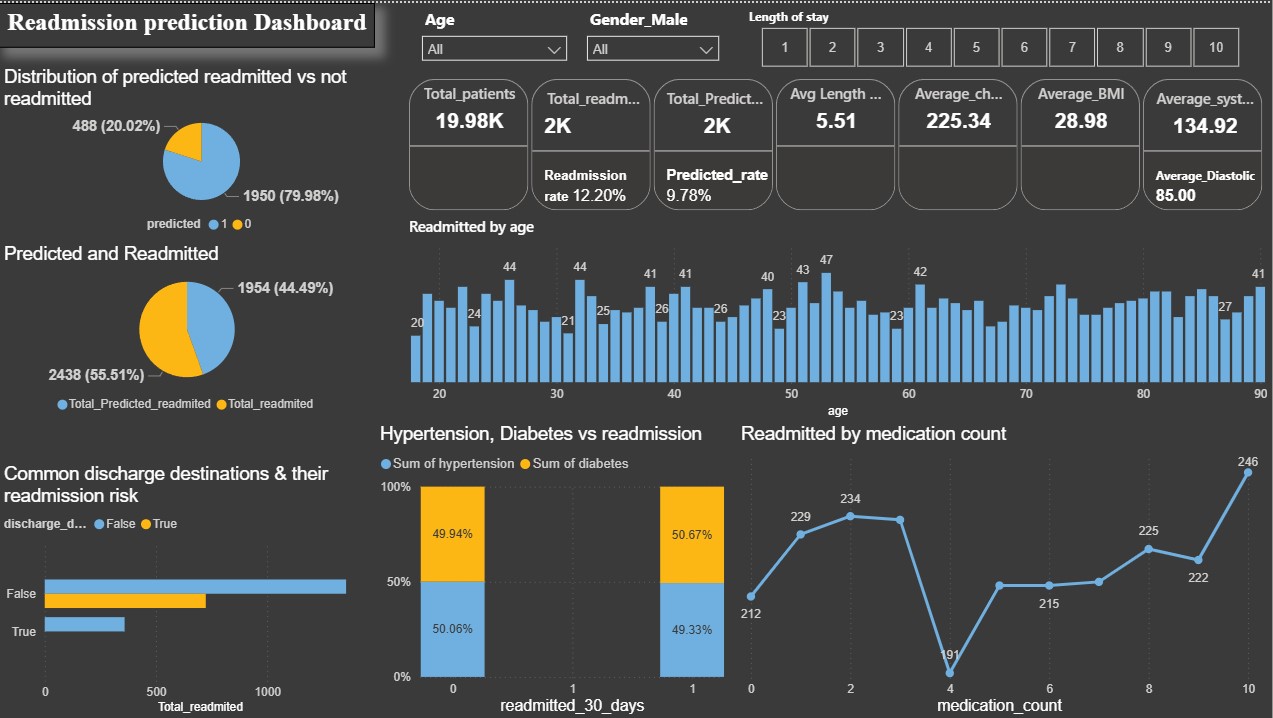 Readmission prediction Dashboard
Age
All
Gender_Male
All
Length of stay
1 2 3 4 5 6 7 8 9 10
Distribution of predicted readmitted vs not
readmitted
488 (20.02%)
1950 (79.98%)
predicted 1 0
Total_patients
19.98K
Total_readm...
2K
Readmission
rate 12.20%
Total_Predict...
2K
Predicted_rate
9.78%
Avg Length ...
5.51
Average_ch...
225.34
Average_BMI
28.98
Average_syst...
134.92
Average_Diastolic
85.00
Predicted and Readmitted
1954 (44.49%)
2438 (55.51%)
Total_Predicted_readmited Total_readmited
Readmitted by age
20 24 44 21 44 25 41 26 41 26 40 23 43 47 23 42 27 41
20 30 40 50 60 70 80 90
age
Common discharge destinations & their
readmission risk
discharge_d... False True
False
True
0 500 1000
Total_readmited
Hypertension, Diabetes vs readmission
Sum of hypertension Sum of diabetes
100%
50%
0%
49.94%
50.06%
50.67%
49.33%
0 1 1
readmitted_30_days
Readmitted by medication count
212 229 234 191 215 225 222 246
0 2 4 6 8 10
medication_count